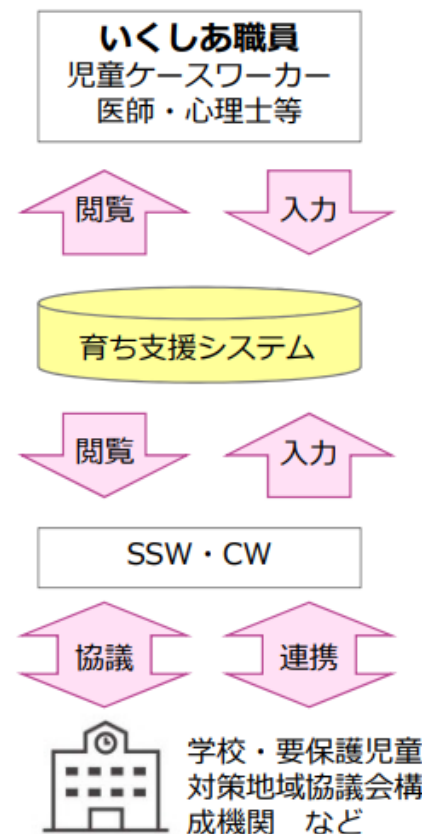 いくしあ職員
児童ケースワーカー
医師・心理士等
閲覧
入力
育ち支援システム
閲覧
入力
SSW・CW
協議
連携
学校・要保護児童
対策地域協議会構
成機関　など